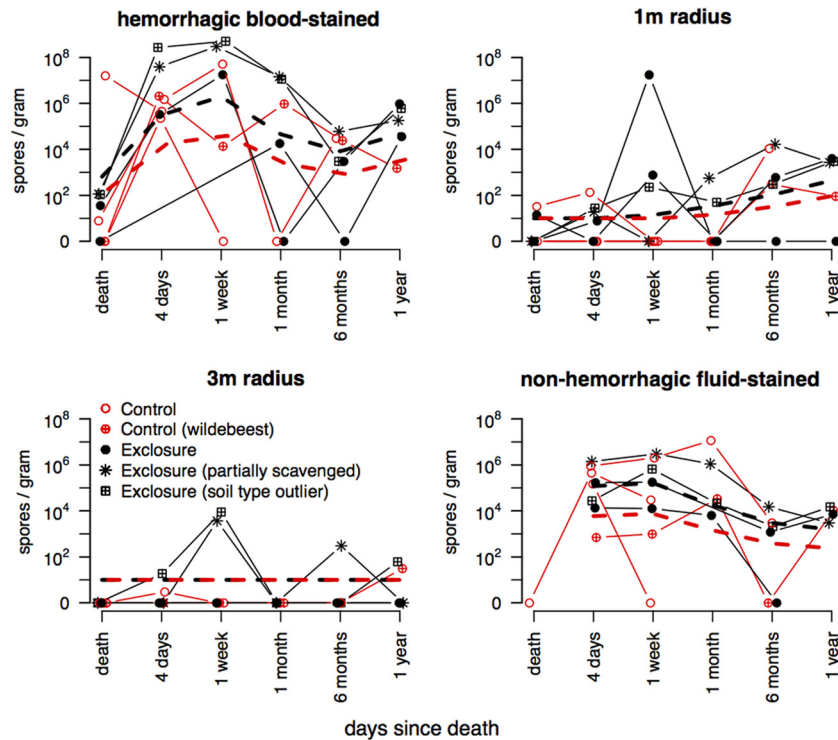 hemorrhagic blood-stained
spores / gram
10^8
10^6
10^4
10^2
0
death
4 days
1 week
1 month
6 months
1 year
1m radius
spores / gram
10^8
10^6
10^4
10^2
0
death
4 days
1 week
1 month
6 months
1 year
3m radius
spores / gram
10^8
10^6
10^4
10^2
0
Control
Control (wildebeest)
Exclosure
Exclosure (partially scavenged)
Exclosure (soil type outlier)
death
4 days
1 week
1 month
6 months
1 year
non-hemorrhagic fluid-stained
spores / gram
10^8
10^6
10^4
10^2
0
death
4 days
1 week
1 month
6 months
1 year
days since death